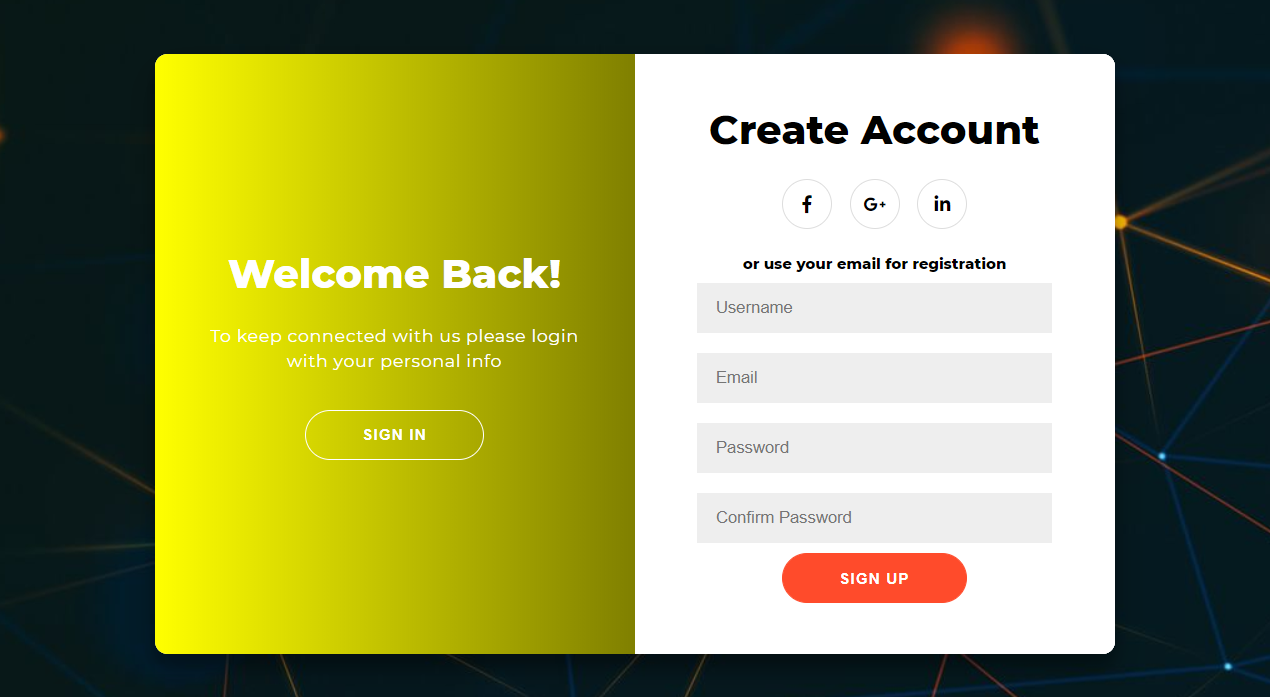 Welcome Back!
To keep connected with us please login
with your personal info
SIGN IN
Create Account
f
G+
in
or use your email for registration
Username
Email
Password
Confirm Password
SIGN UP